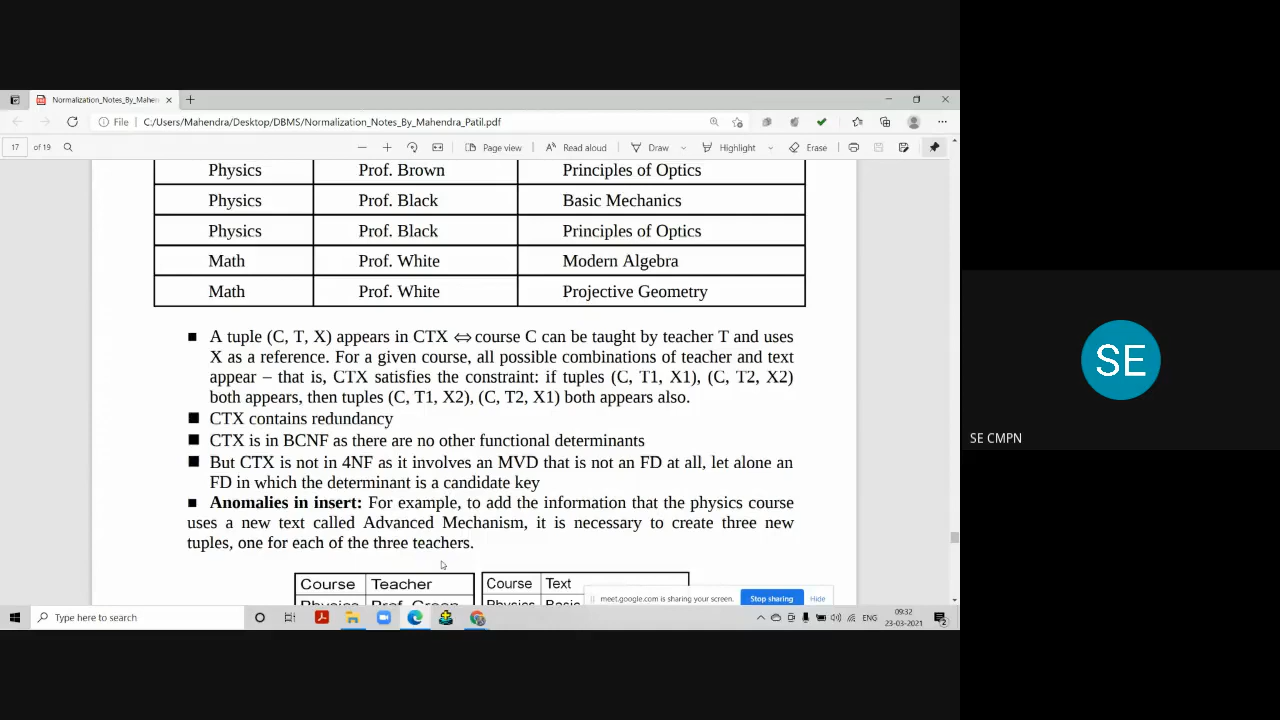 Normalization_Notes_By_Mahen
File C:/Users/Mahendra/Desktop/DBMS/Normalization_Notes_By_Mahendra_Patil.pdf
17 of 19 Page view Read aloud Draw Highlight Erase
Physics Prof. Brown Principles of Optics
Physics Prof. Black Basic Mechanics
Physics Prof. Black Principles of Optics
Math Prof. White Modern Algebra
Math Prof. White Projective Geometry
■ A tuple (C, T, X) appears in CTX ⇔ course C can be taught by teacher T and uses
X as a reference. For a given course, all possible combinations of teacher and text
appear – that is, CTX satisfies the constraint: if tuples (C, T1, X1), (C, T2, X2)
both appears, then tuples (C, T1, X2), (C, T2, X1) both appears also.
■ CTX contains redundancy
■ CTX is in BCNF as there are no other functional determinants
■ But CTX is not in 4NF as it involves an MVD that is not an FD at all, let alone an
FD in which the determinant is a candidate key
■ Anomalies in insert: For example, to add the information that the physics course
uses a new text called Advanced Mechanism, it is necessary to create three new
tuples, one for each of the three teachers.
Course Teacher Course Text
Physics Prof. Green Physics Basic
meet.google.com is sharing your screen. Stop sharing Hide
Type here to search
ENG 09:32
23-03-2021
2
SE
SE CMPN